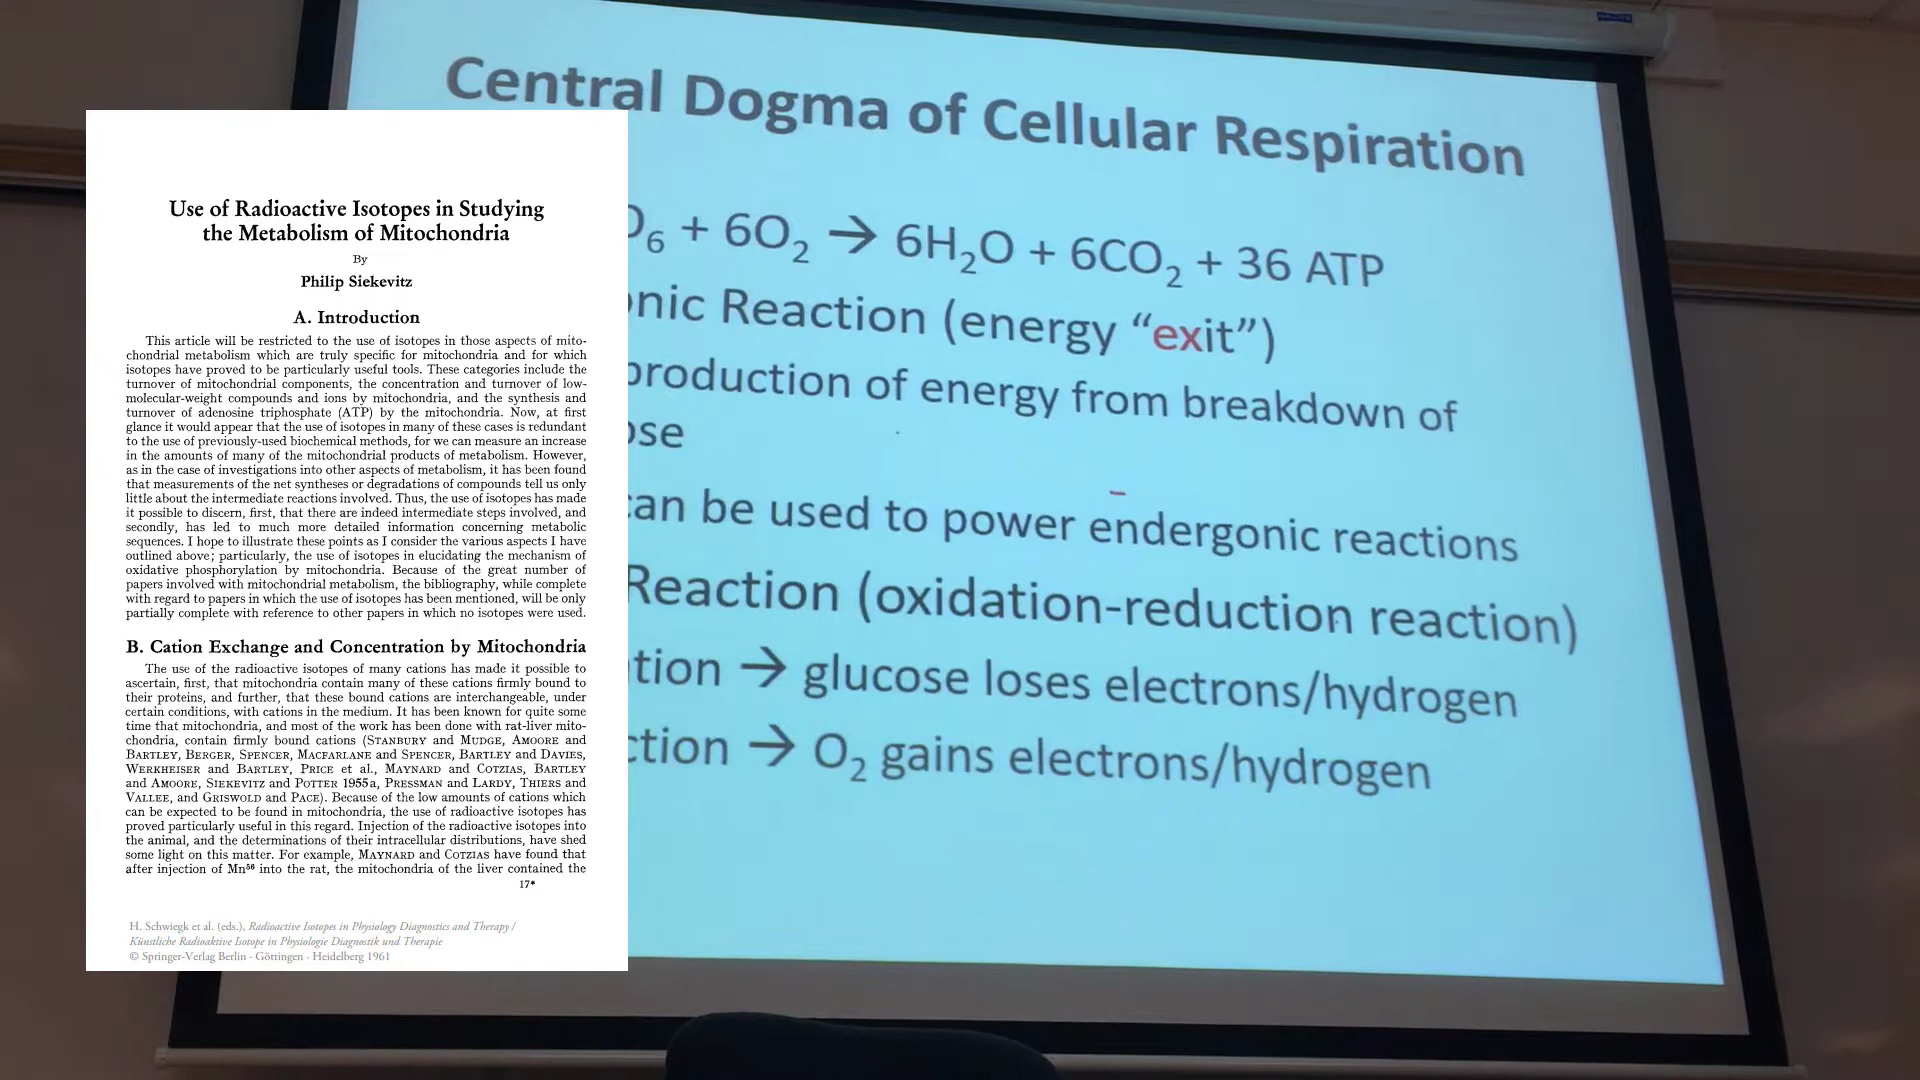 Central Dogma of Cellular Respiration
6 + 6O2 → 6H2O + 6CO2 + 36 ATP
Reaction (energy “exit”)
production of energy from breakdown of
can be used to power endergonic reactions
Reaction (oxidation-reduction reaction)
→ glucose loses electrons/hydrogen
→ O2 gains electrons/hydrogen
Use of Radioactive Isotopes in Studying
the Metabolism of Mitochondria
By
Philip Siekevitz
A. Introduction
This article will be restricted to the use of isotopes in those aspects of mito-
chondrial metabolism which are truly specific for mitochondria and for which
isotopes have proved to be particularly useful tools. These categories include the
turnover of mitochondrial components, the concentration and turnover of low-
molecular-weight compounds and ions by mitochondria, and the synthesis and
turnover of adenosine triphosphate (ATP) by the mitochondria. Now, at first
glance it would appear that the use of isotopes in many of these cases is redundant
to the use of previously-used biochemical methods, for we can measure an increase
in the amounts of many of the mitochondrial products of metabolism. However,
as in the case of investigations into other aspects of metabolism, it has been found
that measurements of the net syntheses or degradations of compounds tell us only
little about the intermediate reactions involved. Thus, the use of isotopes has made
it possible to discern, first, that there are indeed intermediate steps involved, and
secondly, has led to much more detailed information concerning metabolic
sequences. I hope to illustrate these points as I consider the various aspects I have
outlined above; particularly, the use of isotopes in elucidating the mechanism of
oxidative phosphorylation by mitochondria. Because of the great number of
papers involved with mitochondrial metabolism, the bibliography, while complete
with regard to papers in which the use of isotopes has been mentioned, will be only
partially complete with reference to other papers in which no isotopes were used.
B. Cation Exchange and Concentration by Mitochondria
The use of the radioactive isotopes of many cations has made it possible to
ascertain, first, that mitochondria contain many of these cations firmly bound to
their proteins, and further, that these bound cations are interchangeable, under
certain conditions, with cations in the medium. It has been known for quite some
time that mitochondria, and most of the work has been done with rat-liver mito-
chondria, contain firmly bound cations (STANBURY and MUDGE, AMOORE and
BARTLEY, BERGER, SPENCER, MACFARLANE and SPENCER, BARTLEY and DAVIES,
WERKHEISER and BARTLEY, PRICE et al., MAYNARD and COTZIAS, BARTLEY
and AMOORE, SIEKEVITZ and POTTER 1955a, PRESSMAN and LARDY, THIERS and
VALLEE, and GRISWOLD and PACE). Because of the low amounts of cations which
can be expected to be found in mitochondria, the use of radioactive isotopes has
proved particularly useful in this regard. Injection of the radioactive isotopes into
the animal, and the determinations of their intracellular distributions, have shed
some light on this matter. For example, MAYNARD and COTZIAS have found that
after injection of Mn56 into the rat, the mitochondria of the liver contained the
17*
H. Schwiegk et al. (eds.), Radioactive Isotopes in Physiology Diagnostics and Therapy /
Künstliche Radioaktive Isotope in Physiologie Diagnostik und Therapie
© Springer-Verlag Berlin - Göttingen - Heidelberg 1961